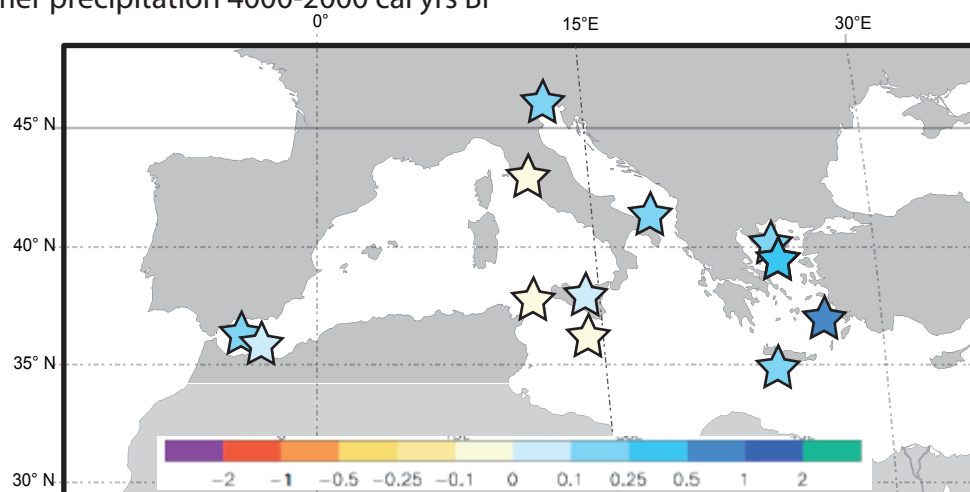 precipitation 4000-2000 cal yrs BP
0° 15°E 30°E
45° N
40° N
35° N
30° N
−2 −1 −0.5 −0.25 −0.1 0 0.1 0.25 0.5 1 2